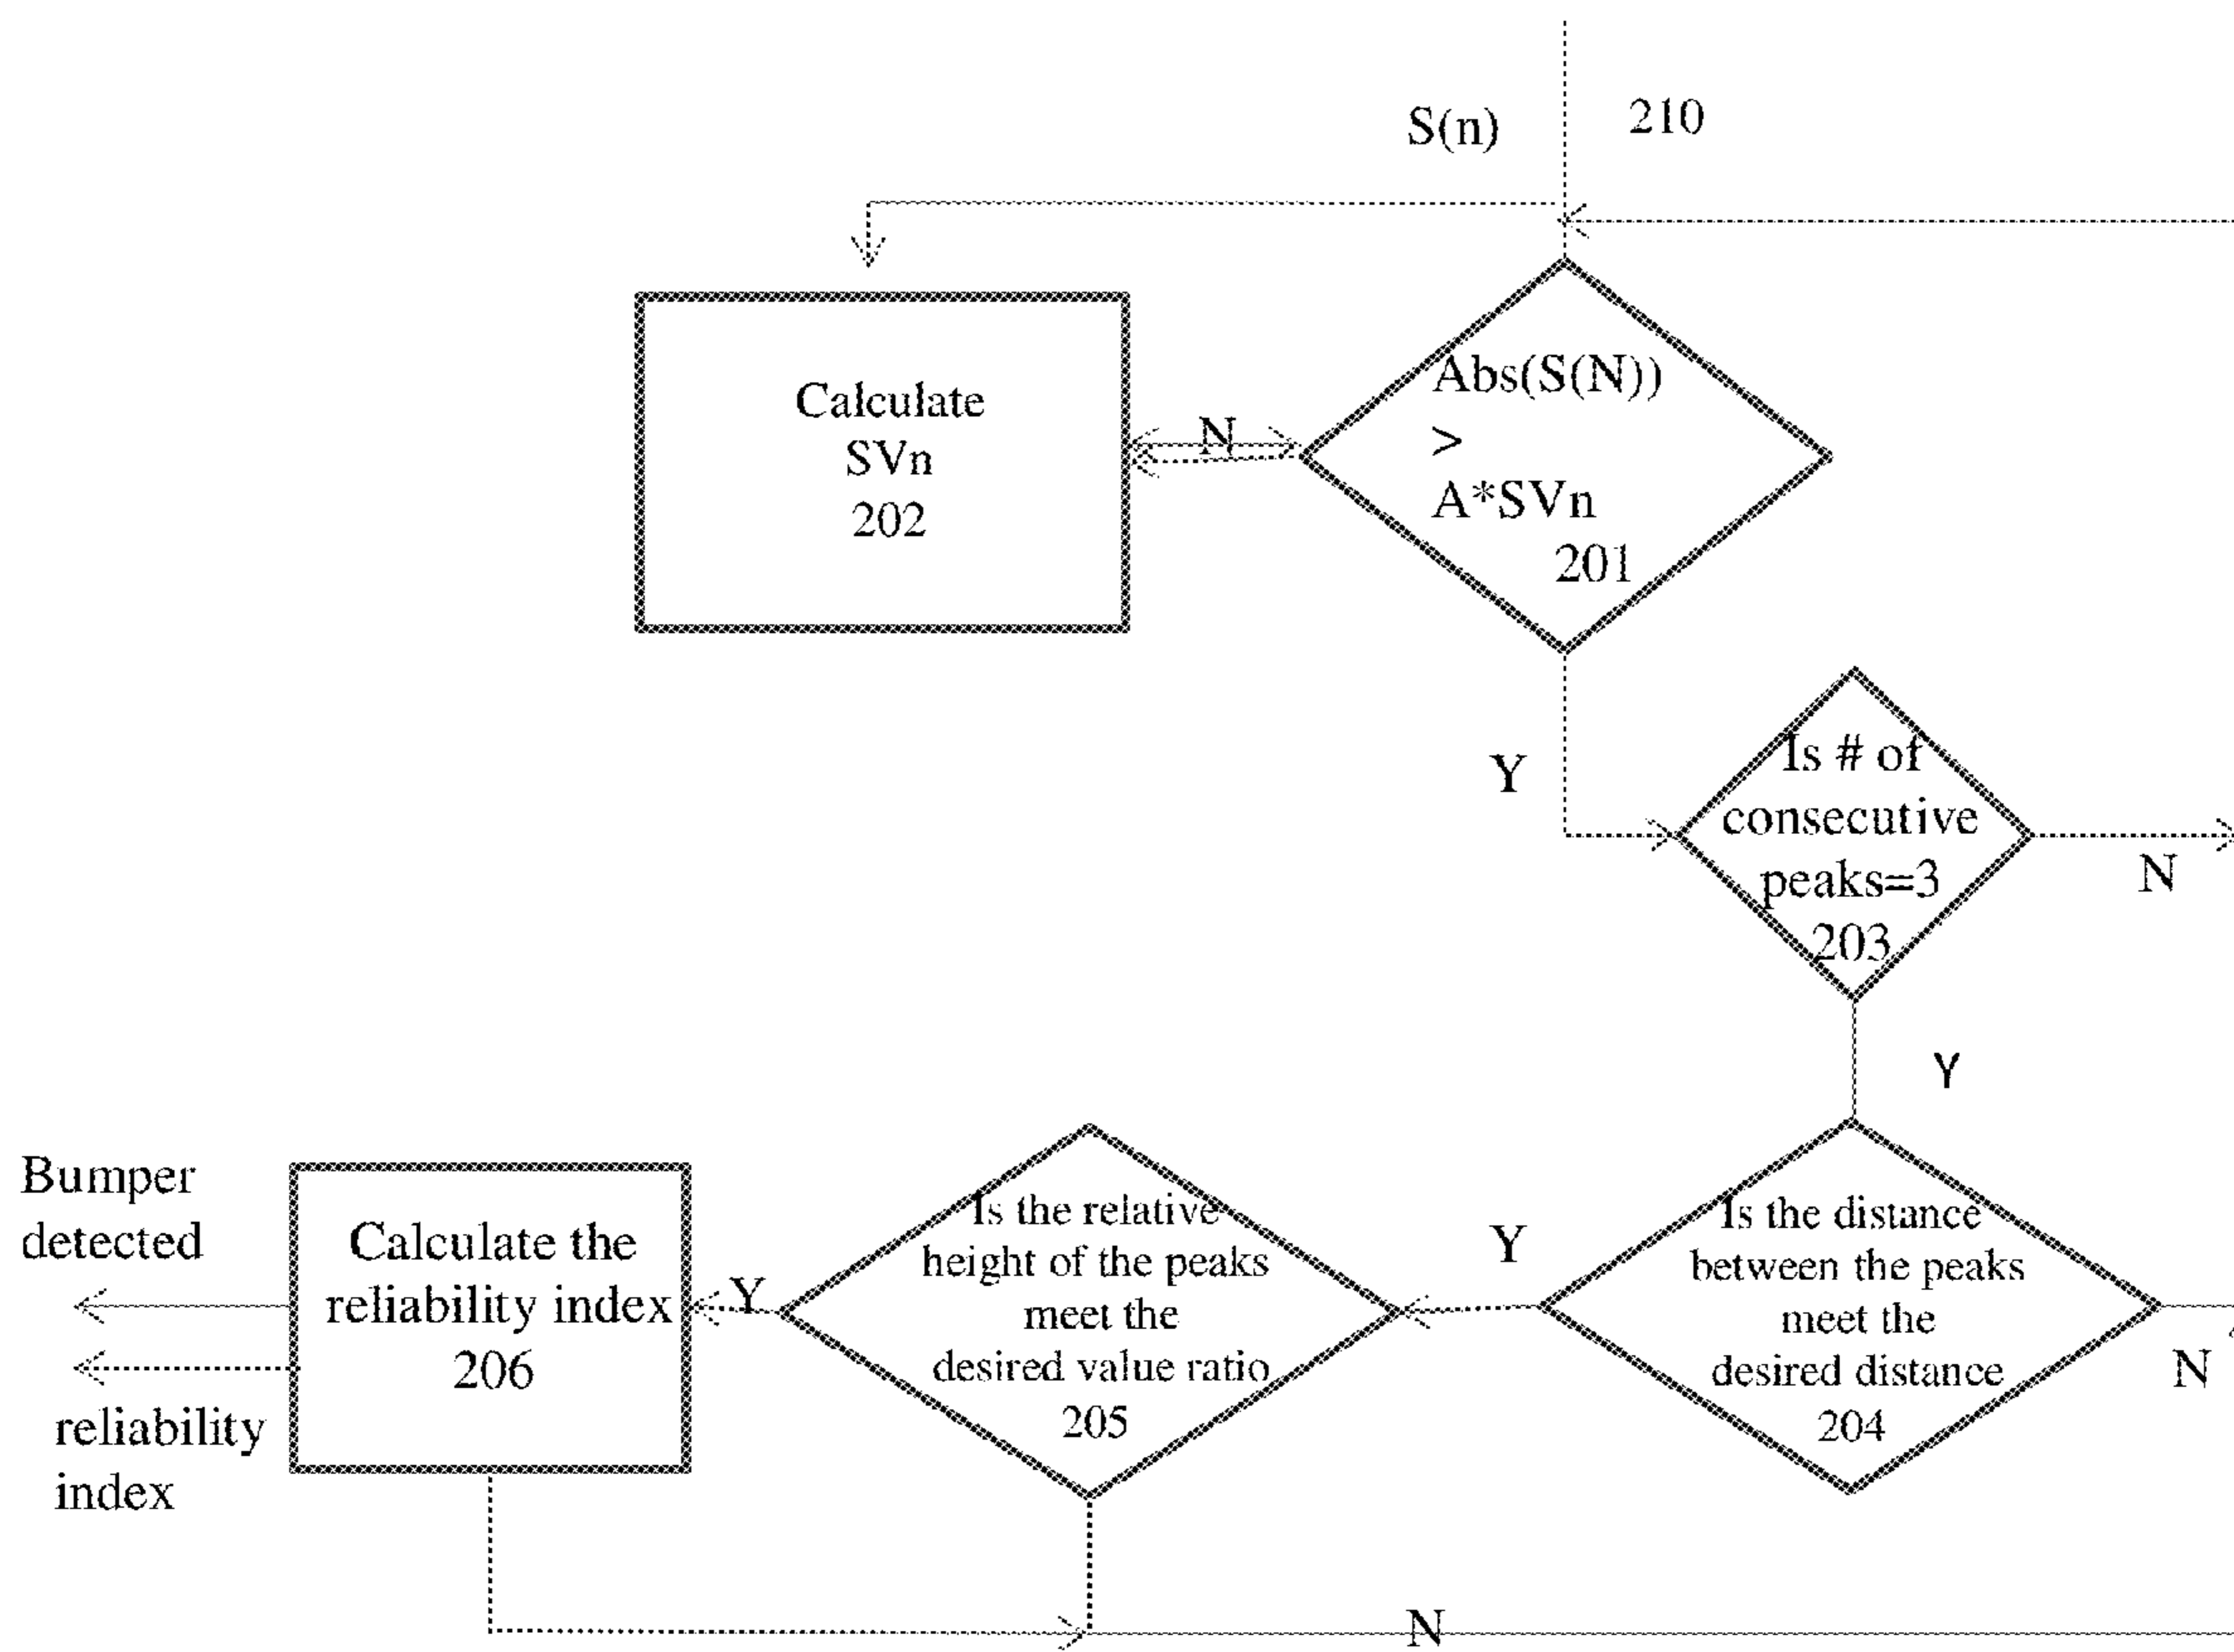 S(n)
210
Calculate
SVn
202
N
Abs(S(N))
>
A*SVn
201
Y
Is # of
consecutive
peaks=3
203
N
Y
Bumper
detected
Calculate the
reliability index
206
reliability
index
Y
Is the relative
height of the peaks
meet the
desired value ratio
205
Y
Is the distance
between the peaks
meet the
desired distance
204
N
N